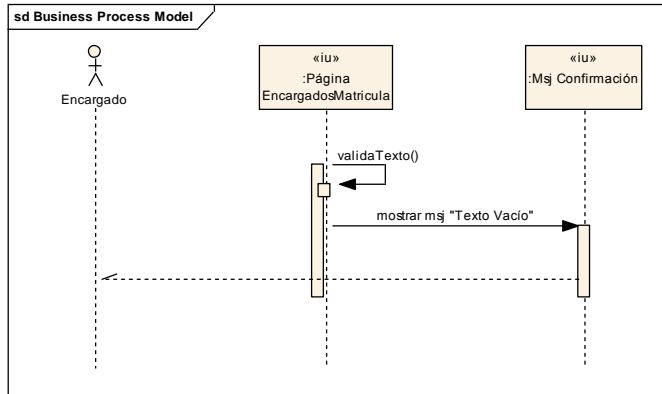 sd Business Process Model
Encargado
«iu»
:Página
EncargadosMatricula
«iu»
:Msj Confirmación
validaTexto()
mostrar msj "Texto Vacío"